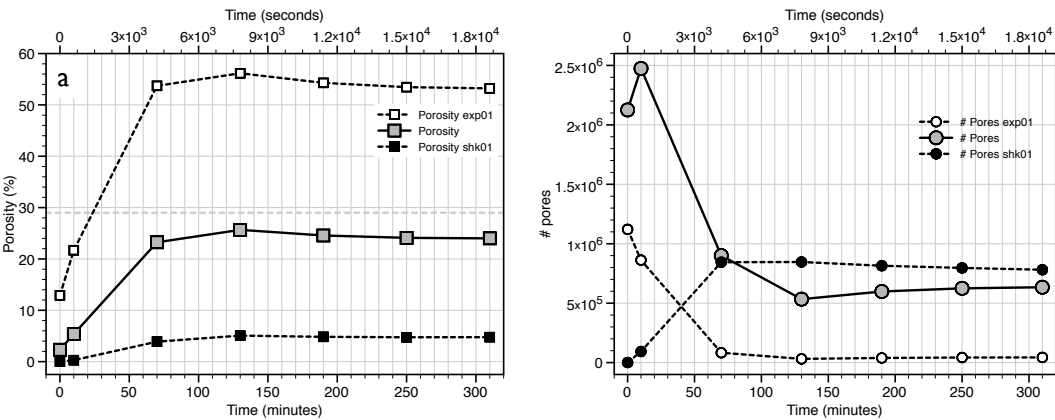 Time (seconds)
0 3×10³ 6×10³ 9×10³ 1.2×10⁴ 1.5×10⁴ 1.8×10⁴
a
60
50
40
30
20
10
0
Porosity (%)
Porosity exp01
Porosity
Porosity shk01
0 50 100 150 200 250 300
Time (minutes)
Time (seconds)
0 3×10³ 6×10³ 9×10³ 1.2×10⁴ 1.5×10⁴ 1.8×10⁴
2.5×10⁶
2×10⁶
1.5×10⁶
1×10⁶
5×10⁵
0
# pores
# Pores exp01
# Pores
# Pores shk01
0 50 100 150 200 250 300
Time (minutes)